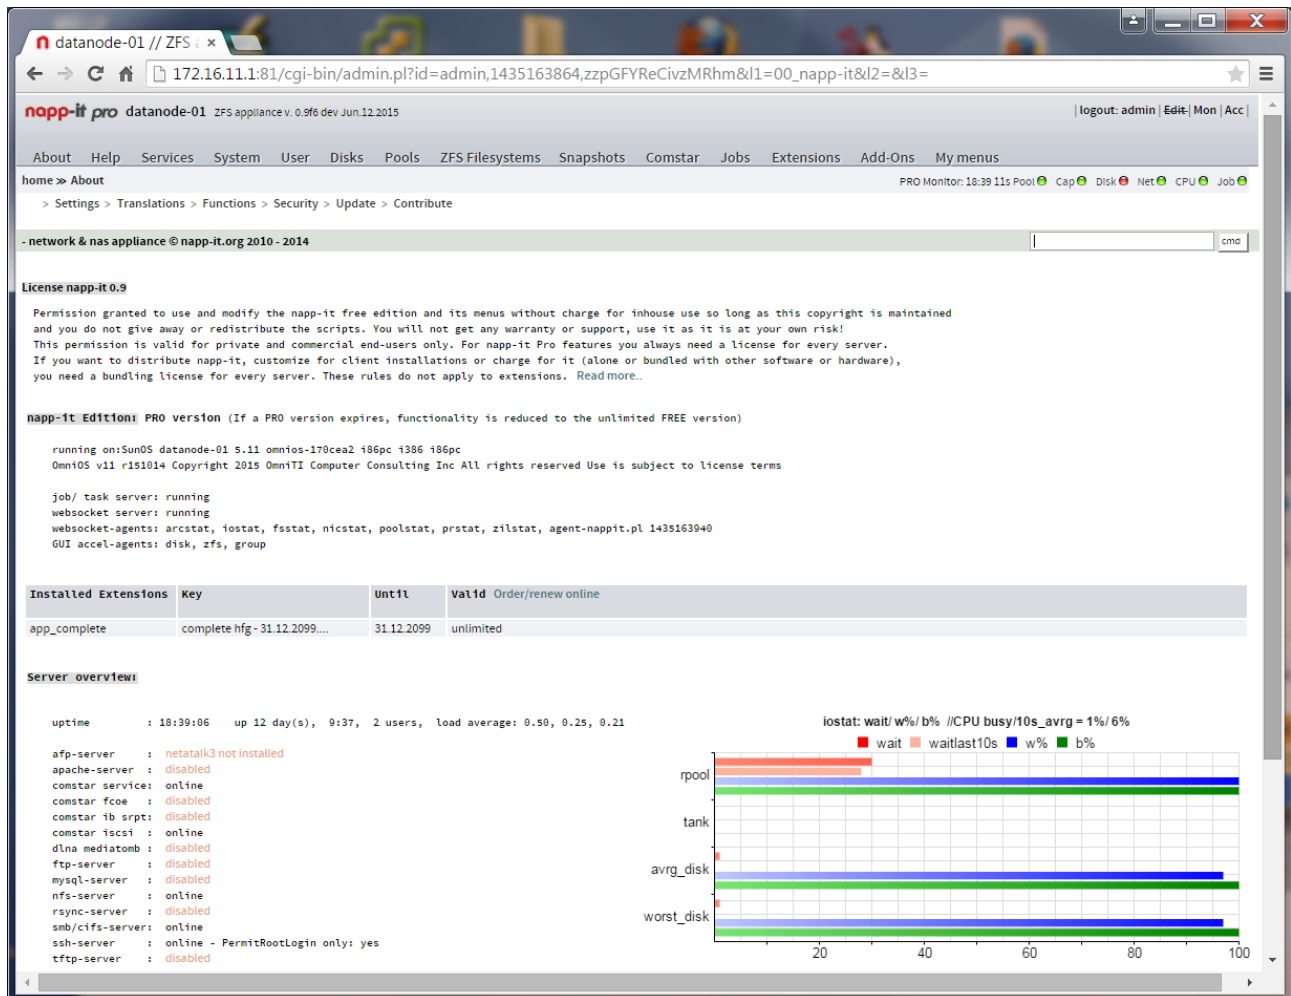 datanode-01 // ZFS a ×
172.16.11.1:81/cgi-bin/admin.pl?id=admin,1435163864,zzpGFYReCivzMRhm&l1=00_napp-it&l2=&l3=
napp-it pro datanode-01 ZFS appliance v. 0.9f6 dev Jun.12.2015 | logout: admin | Edit | Mon | Acc |
About Help Services System User Disks Pools ZFS Filesystems Snapshots Comstar Jobs Extensions Add-Ons My menus
home >> About PRO Monitor: 18:39 11s Pool Cap Disk Net CPU Job
> Settings > Translations > Functions > Security > Update > Contribute
- network & nas appliance © napp-it.org 2010 - 2014 cmd
License napp-it 0.9
Permission granted to use and modify the napp-it free edition and its menus without charge for inhouse use so long as this copyright is maintained
and you do not give away or redistribute the scripts. You will not get any warranty or support, use it as it is at your own risk!
This permission is valid for private and commercial end-users only. For napp-it Pro features you always need a license for every server.
If you want to distribute napp-it, customize for client installations or charge for it (alone or bundled with other software or hardware),
you need a bundling license for every server. These rules do not apply to extensions. Read more..
napp-it Edition: PRO version (If a PRO version expires, functionality is reduced to the unlimited FREE version)
running on:SunOS datanode-01 5.11 omnios-170cea2 i86pc i386 i86pc
OmniOS v11 r151014 Copyright 2015 OmniTI Computer Consulting Inc All rights reserved Use is subject to license terms
job/ task server: running
websocket server: running
websocket-agents: arcstat, iostat, fsstat, nicstat, poolstat, prstat, zilstat, agent-nappit.pl 1435163940
GUI accel-agents: disk, zfs, group
Installed Extensions Key Until Valid Order/renew online
app_complete complete hfg - 31.12.2099.... 31.12.2099 unlimited
Server overview:
uptime : 18:39:06 up 12 day(s), 9:37, 2 users, load average: 0.50, 0.25, 0.21
afp-server : netatalk3 not installed
apache-server : disabled
comstar service: online
comstar fcoe : disabled
comstar ib srpt: disabled
comstar iscsi : online
dlna mediatomb : disabled
ftp-server : disabled
mysql-server : disabled
nfs-server : online
rsync-server : disabled
smb/cifs-server: online
ssh-server : online - PermitRootLogin only: yes
tftp-server : disabled
iostat: wait/ w%/ b% //CPU busy/10s_avrg = 1%/ 6%
wait waitlast10s w% b%
rpool
tank
avrg_disk
worst_disk
20 40 60 80 100